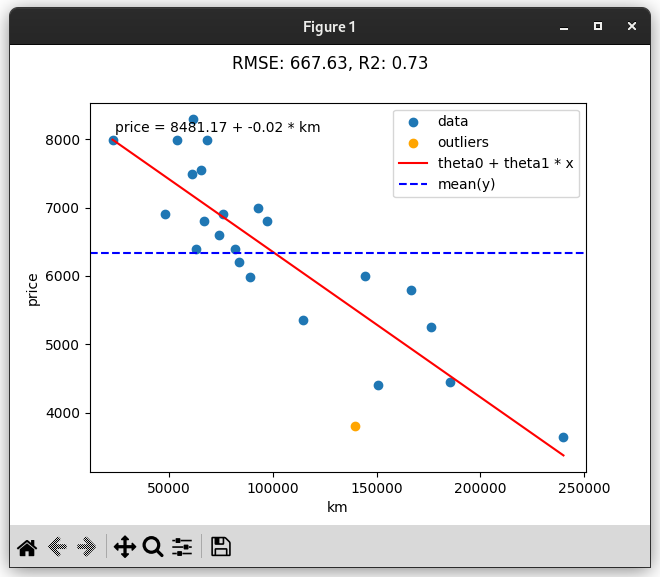 Figure 1
RMSE: 667.63, R2: 0.73
price = 8481.17 + -0.02 * km
data
outliers
theta0 + theta1 * x
mean(y)
8000
7000
6000
5000
4000
price
50000 100000 150000 200000 250000
km